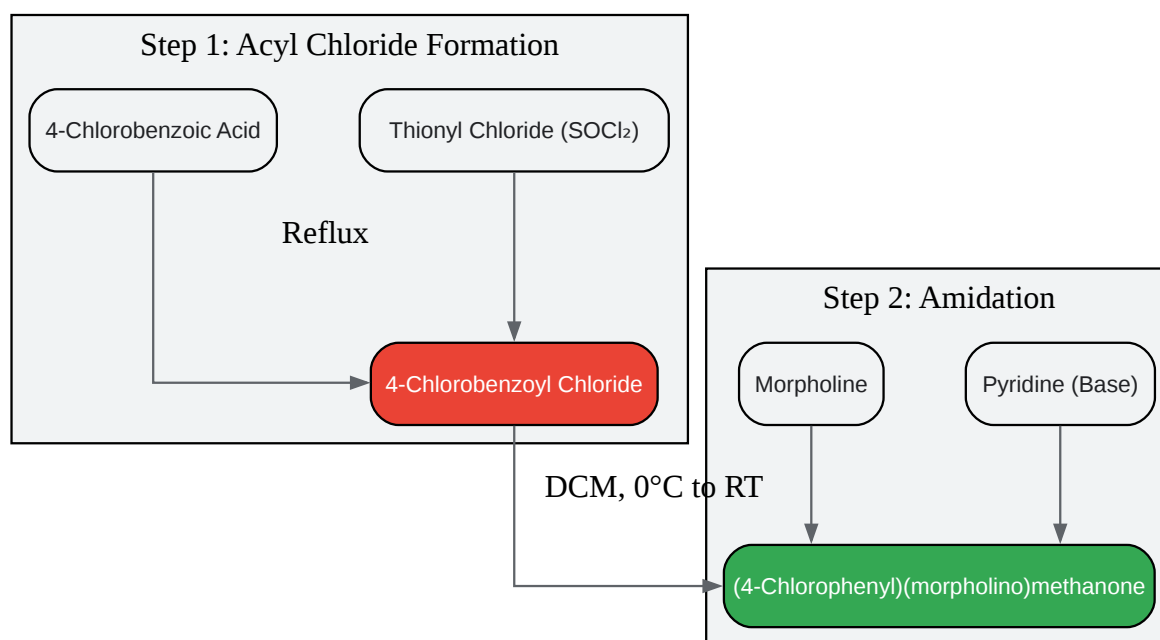 Step 1: Acyl Chloride Formation
4-Chlorobenzoic Acid
Thionyl Chloride (SOCl₂)
Reflux
4-Chlorobenzoyl Chloride
Step 2: Amidation
Morpholine
Pyridine (Base)
DCM, 0°C to RT
(4-Chlorophenyl)(morpholino)methanone